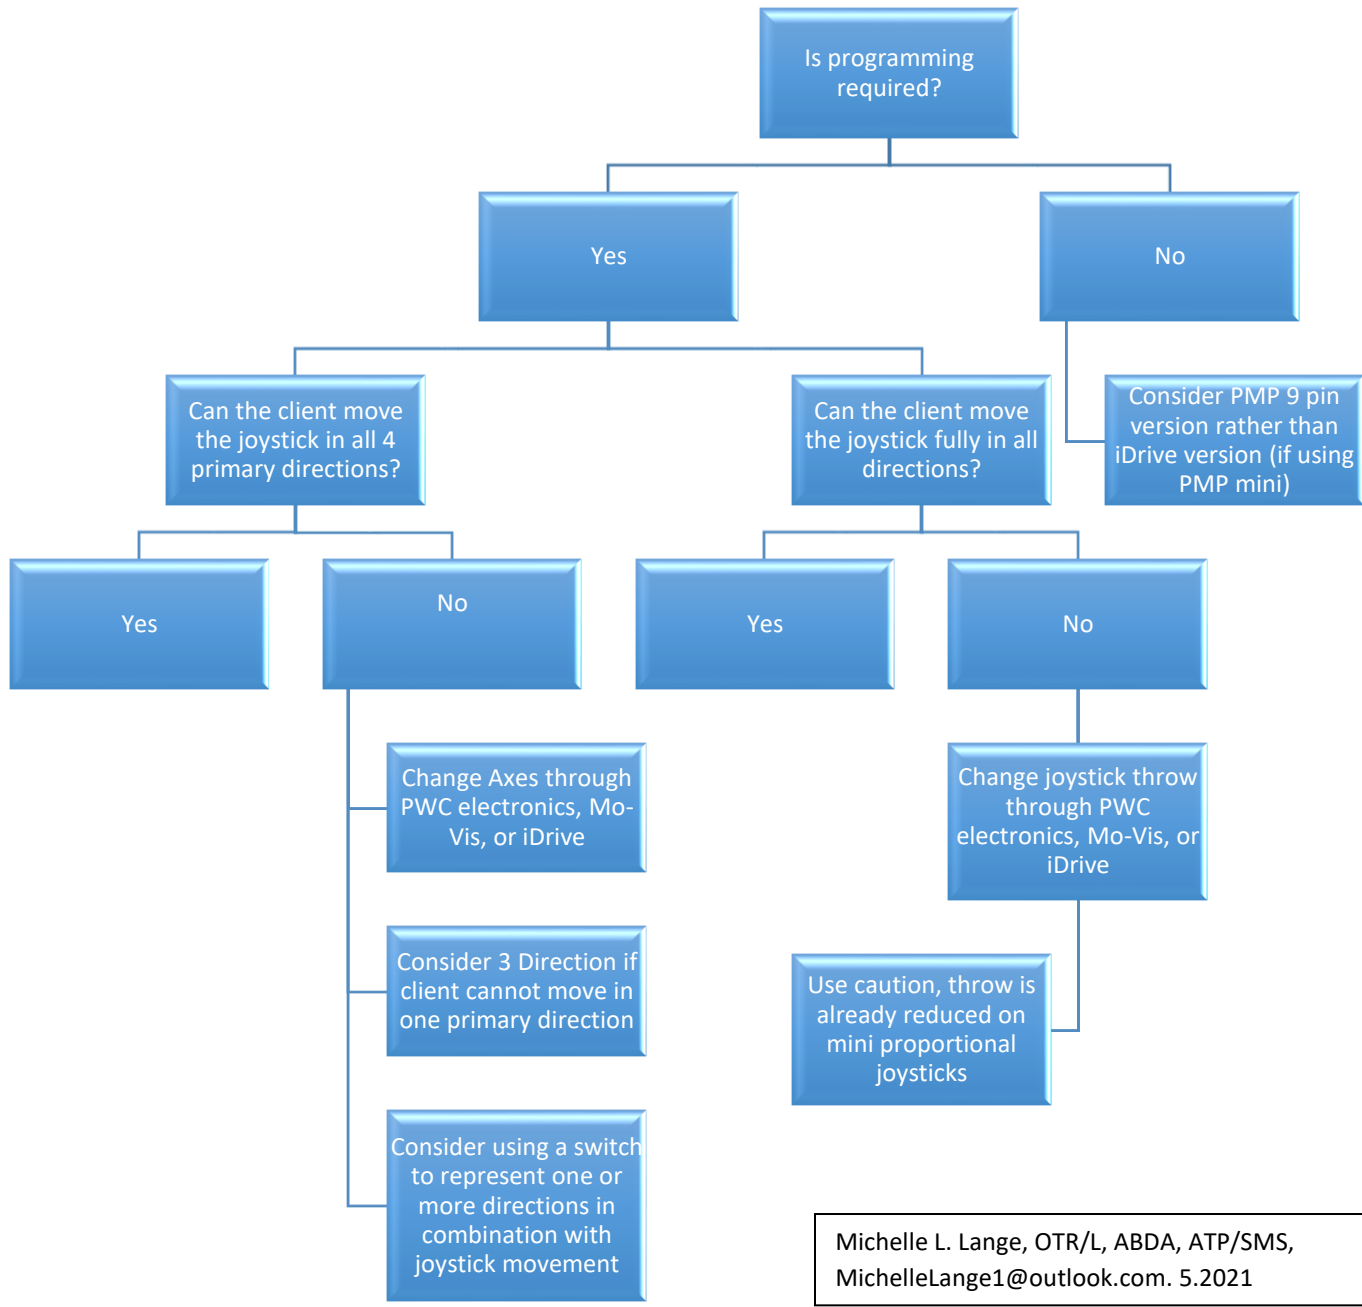 Is programming
required?
Yes
No
Can the client move
the joystick in all 4
primary directions?
Can the client move
the joystick fully in all
directions?
Consider PMP 9 pin
version rather than
iDrive version (if using
PMP mini)
Yes
No
Yes
No
Change Axes through
PWC electronics, Mo-
Vis, or iDrive
Change joystick throw
through PWC
electronics, Mo-Vis, or
iDrive
Consider 3 Direction if
client cannot move in
one primary direction
Use caution, throw is
already reduced on
mini proportional
joysticks
Consider using a switch
to represent one or
more directions in
combination with
joystick movement
Michelle L. Lange, OTR/L, ABDA, ATP/SMS,
MichelleLange1@outlook.com. 5.2021